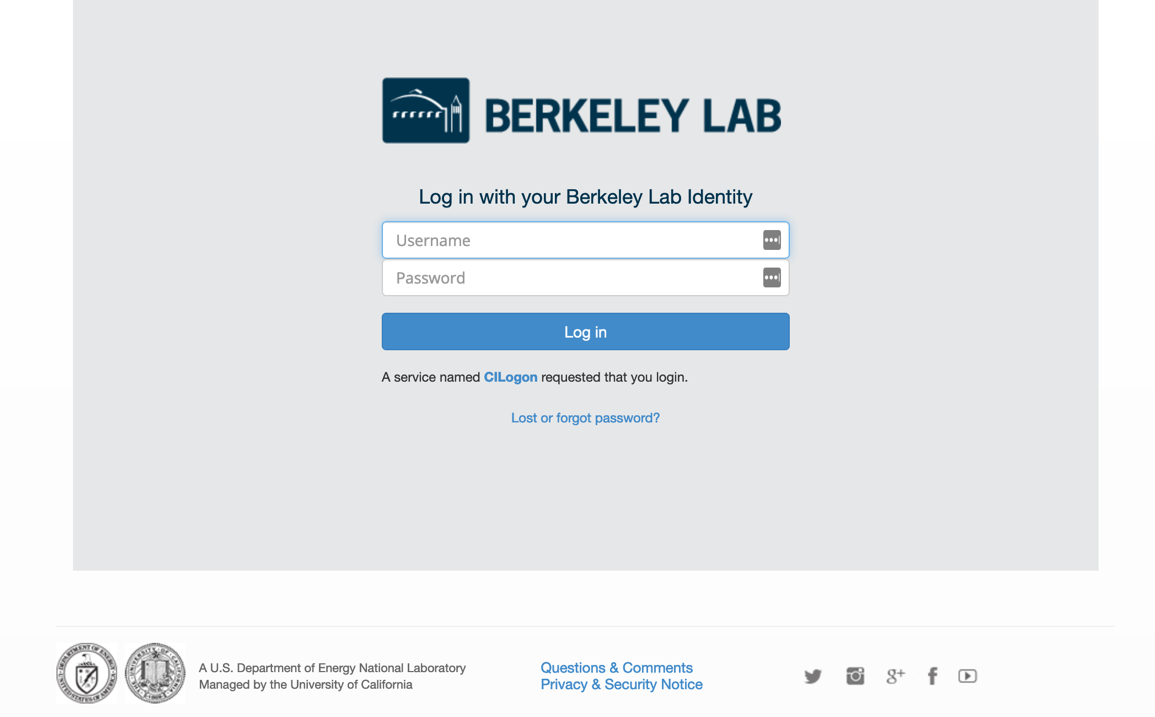 BERKELEY LAB
Log in with your Berkeley Lab Identity
Username
Password
Log in
A service named CILogon requested that you login.
Lost or forgot password?
A U.S. Department of Energy National Laboratory
Managed by the University of California
Questions & Comments
Privacy & Security Notice